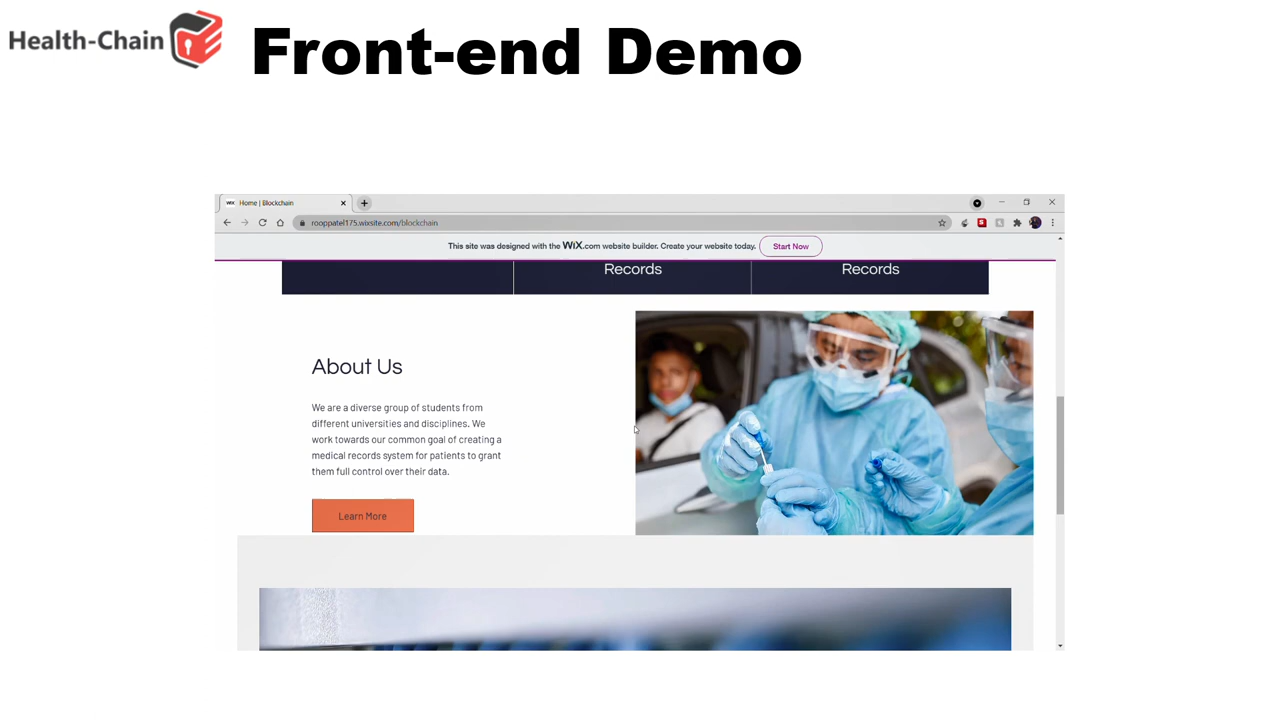 Health-Chain
Front-end Demo
WiX Home | Blockchain
rooppatel175.wixsite.com/blockchain
This site was designed with the WiX.com website builder. Create your website today. Start Now
Records Records
About Us
We are a diverse group of students from
different universities and disciplines. We
work towards our common goal of creating a
medical records system for patients to grant
them full control over their data.
Learn More